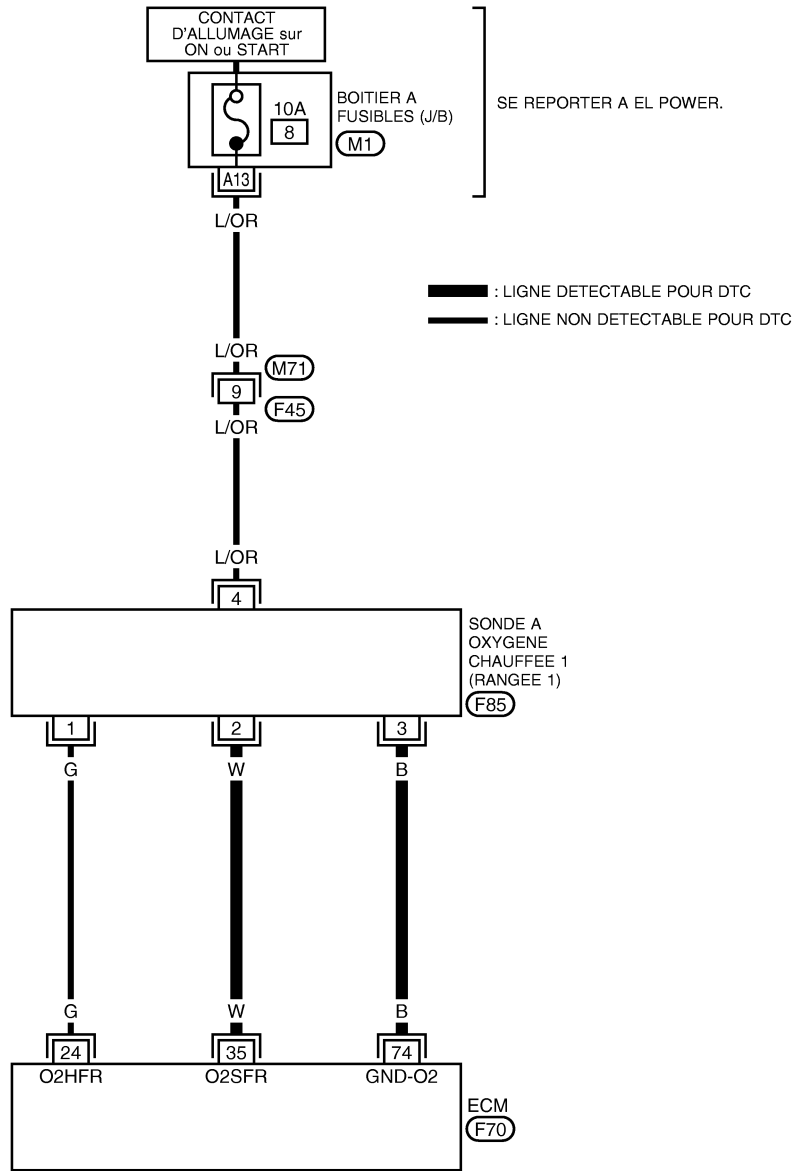 CONTACT
D'ALLUMAGE sur
ON ou START
10A
8
BOITIER A
FUSIBLES (J/B)
M1
SE REPORTER A EL POWER.
A13
L/OR
: LIGNE DETECTABLE POUR DTC
: LIGNE NON DETECTABLE POUR DTC
L/OR
M71
9
F45
L/OR
L/OR
4
SONDE A
OXYGENE
CHAUFFEE 1
(RANGEE 1)
F85
1 2 3
G W B
G W B
24 35 74
O2HFR O2SFR GND-O2
ECM
F70